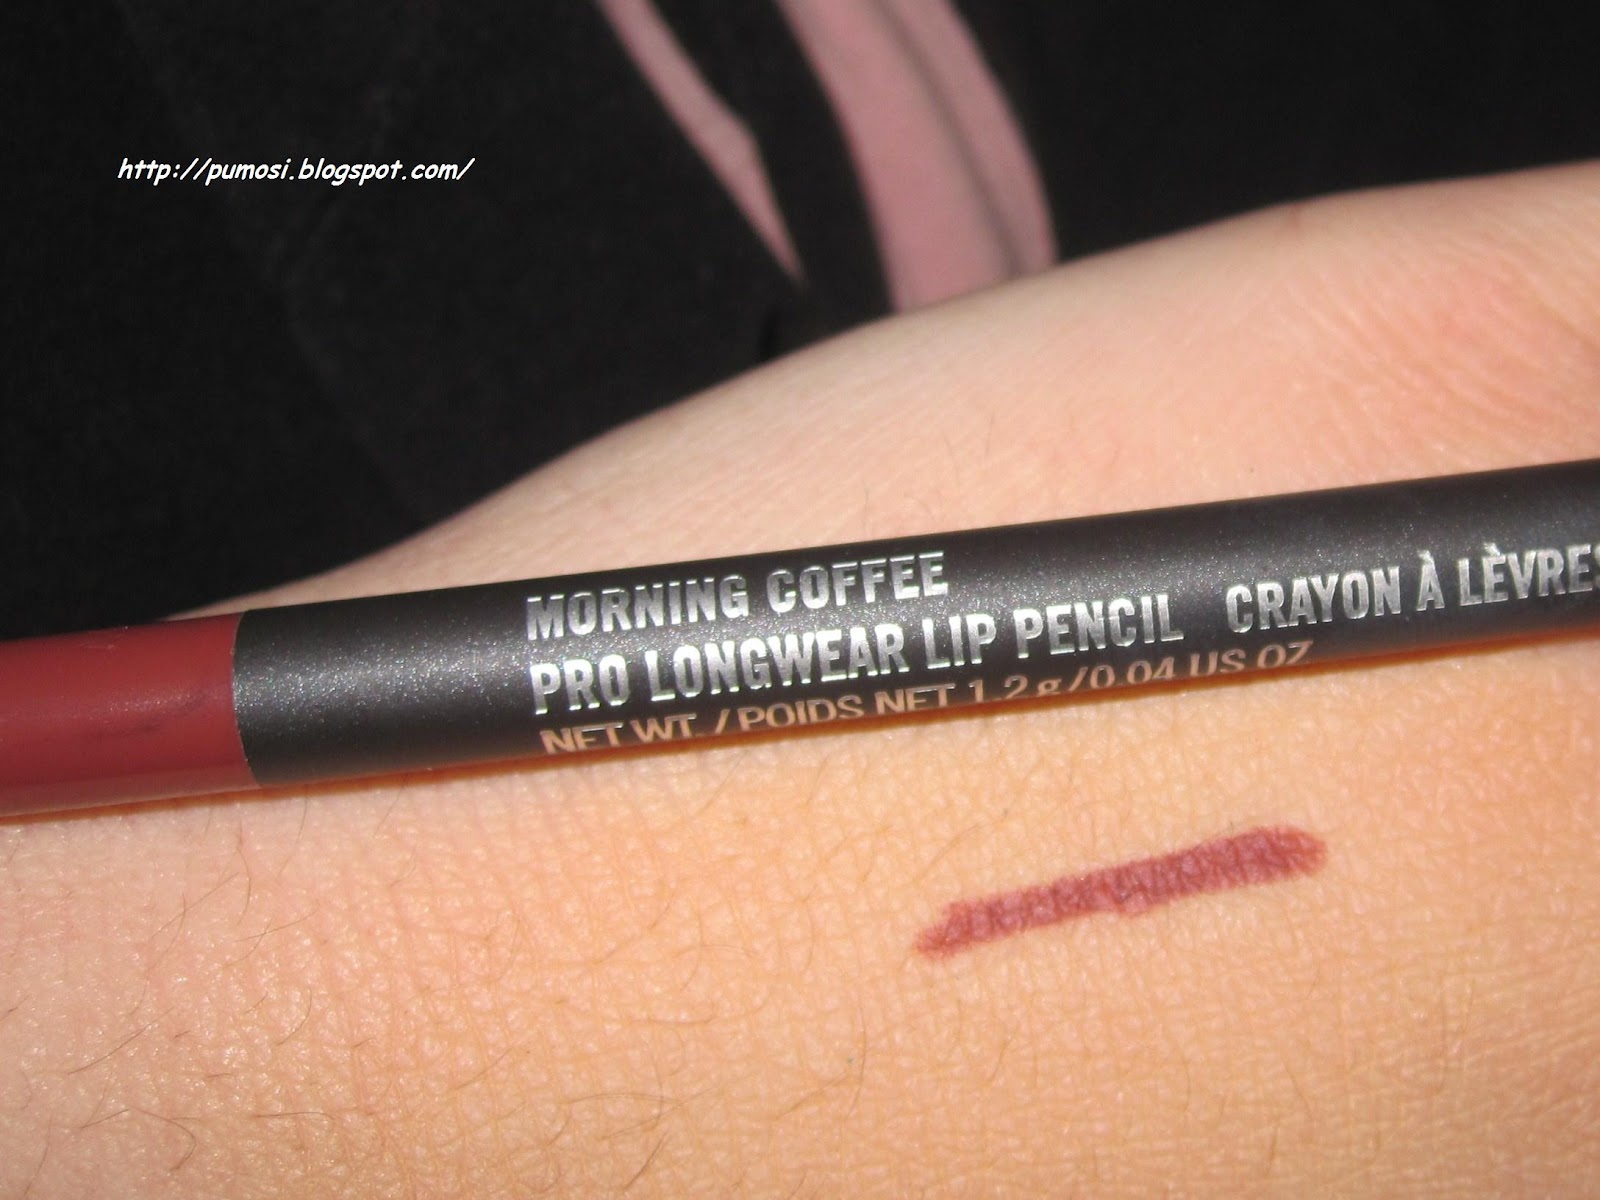 http://pumosi.blogspot.com/
MORNING COFFEE
PRO LONGWEAR LIP PENCIL CRAYON À LÈVRES
NET WT. / POIDS NET 1.2 g / 0.04 US OZ